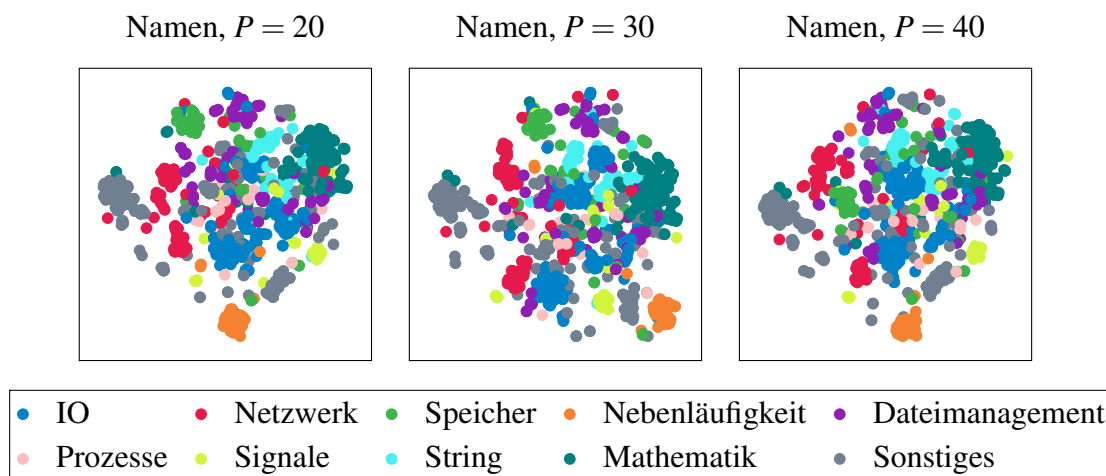 Namen, P = 20 Namen, P = 30 Namen, P = 40
IO Netzwerk Speicher Nebenläufigkeit Dateimanagement
Prozesse Signale String Mathematik Sonstiges